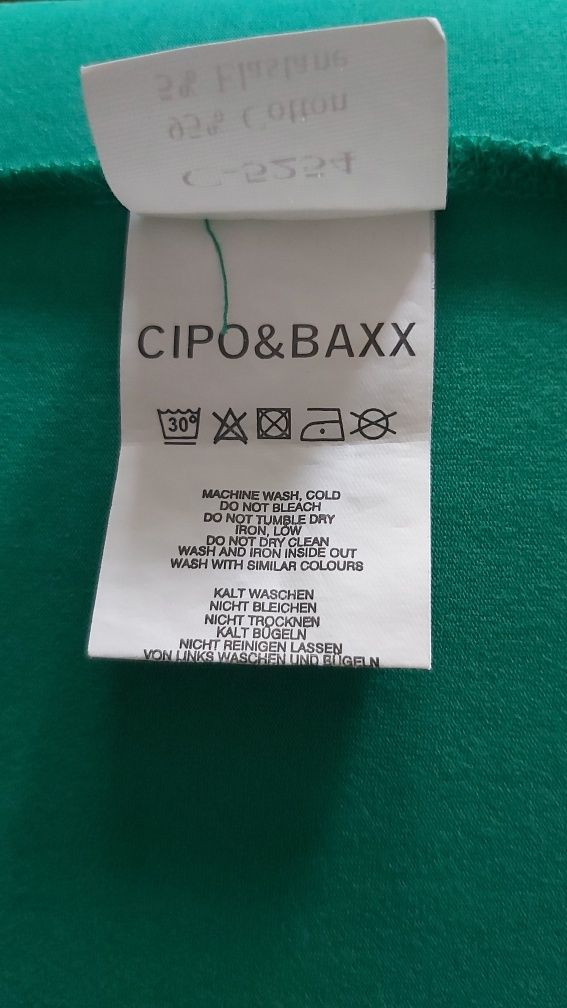 5% Elastane
95% Cotton
C-5254
CIPO&BAXX
30°
MACHINE WASH, COLD
DO NOT BLEACH
DO NOT TUMBLE DRY
IRON, LOW
DO NOT DRY CLEAN
WASH AND IRON INSIDE OUT
WASH WITH SIMILAR COLOURS
KALT WASCHEN
NICHT BLEICHEN
NICHT TROCKNEN
KALT BÜGELN
NICHT REINIGEN LASSEN
VON LINKS WASCHEN UND BÜGELN